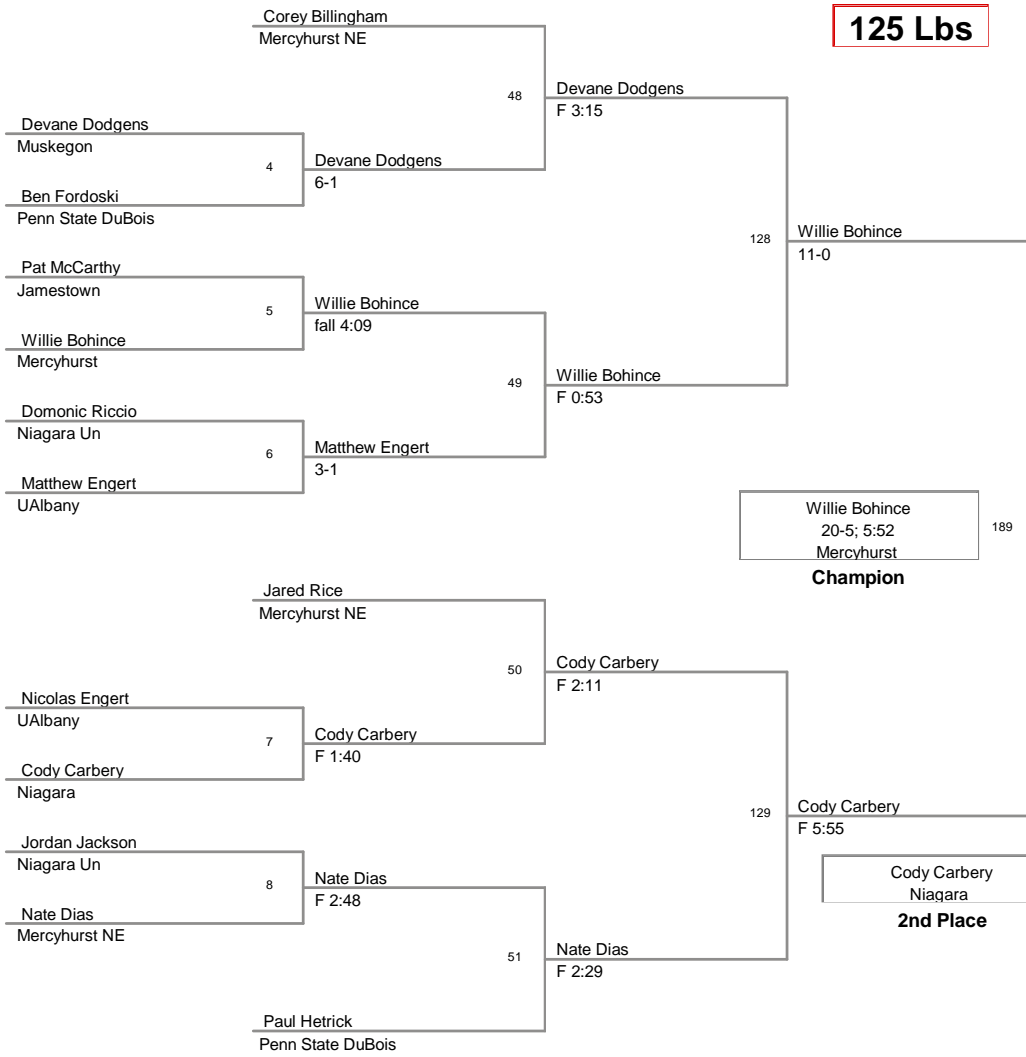 Corey Billingham
Mercyhurst NE
125 Lbs
48
Devane Dodgens
F 3:15
Devane Dodgens
Muskegon
4
Devane Dodgens
6-1
Ben Fordoski
Penn State DuBois
128
Willie Bohince
11-0
Pat McCarthy
Jamestown
5
Willie Bohince
fall 4:09
Willie Bohince
Mercyhurst
49
Willie Bohince
F 0:53
Domonic Riccio
Niagara Un
6
Matthew Engert
3-1
Matthew Engert
UAlbany
Willie Bohince
20-5; 5:52
Mercyhurst
189
Champion
Jared Rice
Mercyhurst NE
50
Cody Carbery
F 2:11
Nicolas Engert
UAlbany
7
Cody Carbery
F 1:40
Cody Carbery
Niagara
129
Cody Carbery
F 5:55
Jordan Jackson
Niagara Un
8
Nate Dias
F 2:48
Nate Dias
Mercyhurst NE
Cody Carbery
Niagara
2nd Place
51
Nate Dias
F 2:29
Paul Hetrick
Penn State DuBois